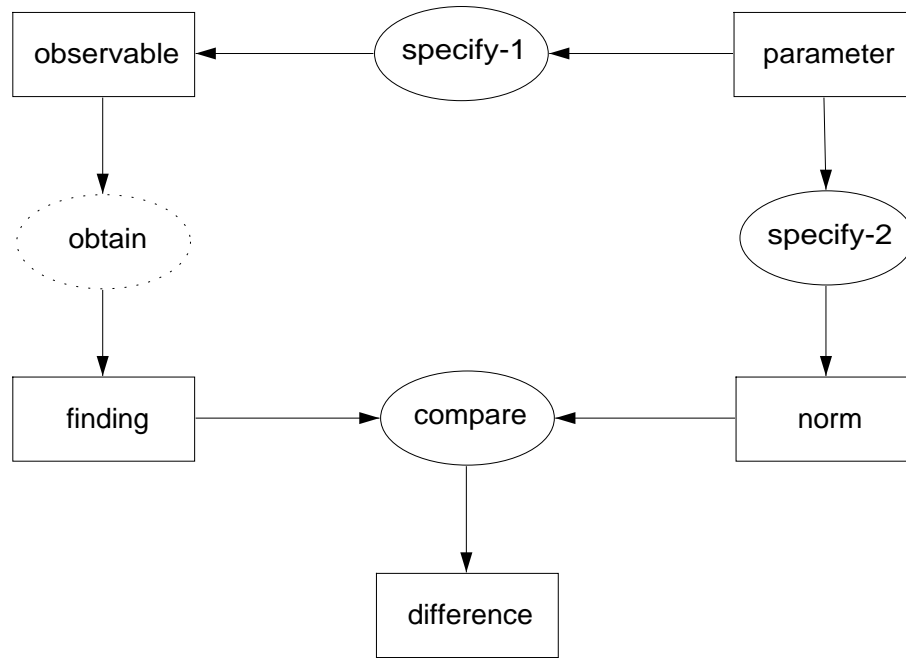 observable
specify-1
parameter
obtain
specify-2
finding
compare
norm
difference